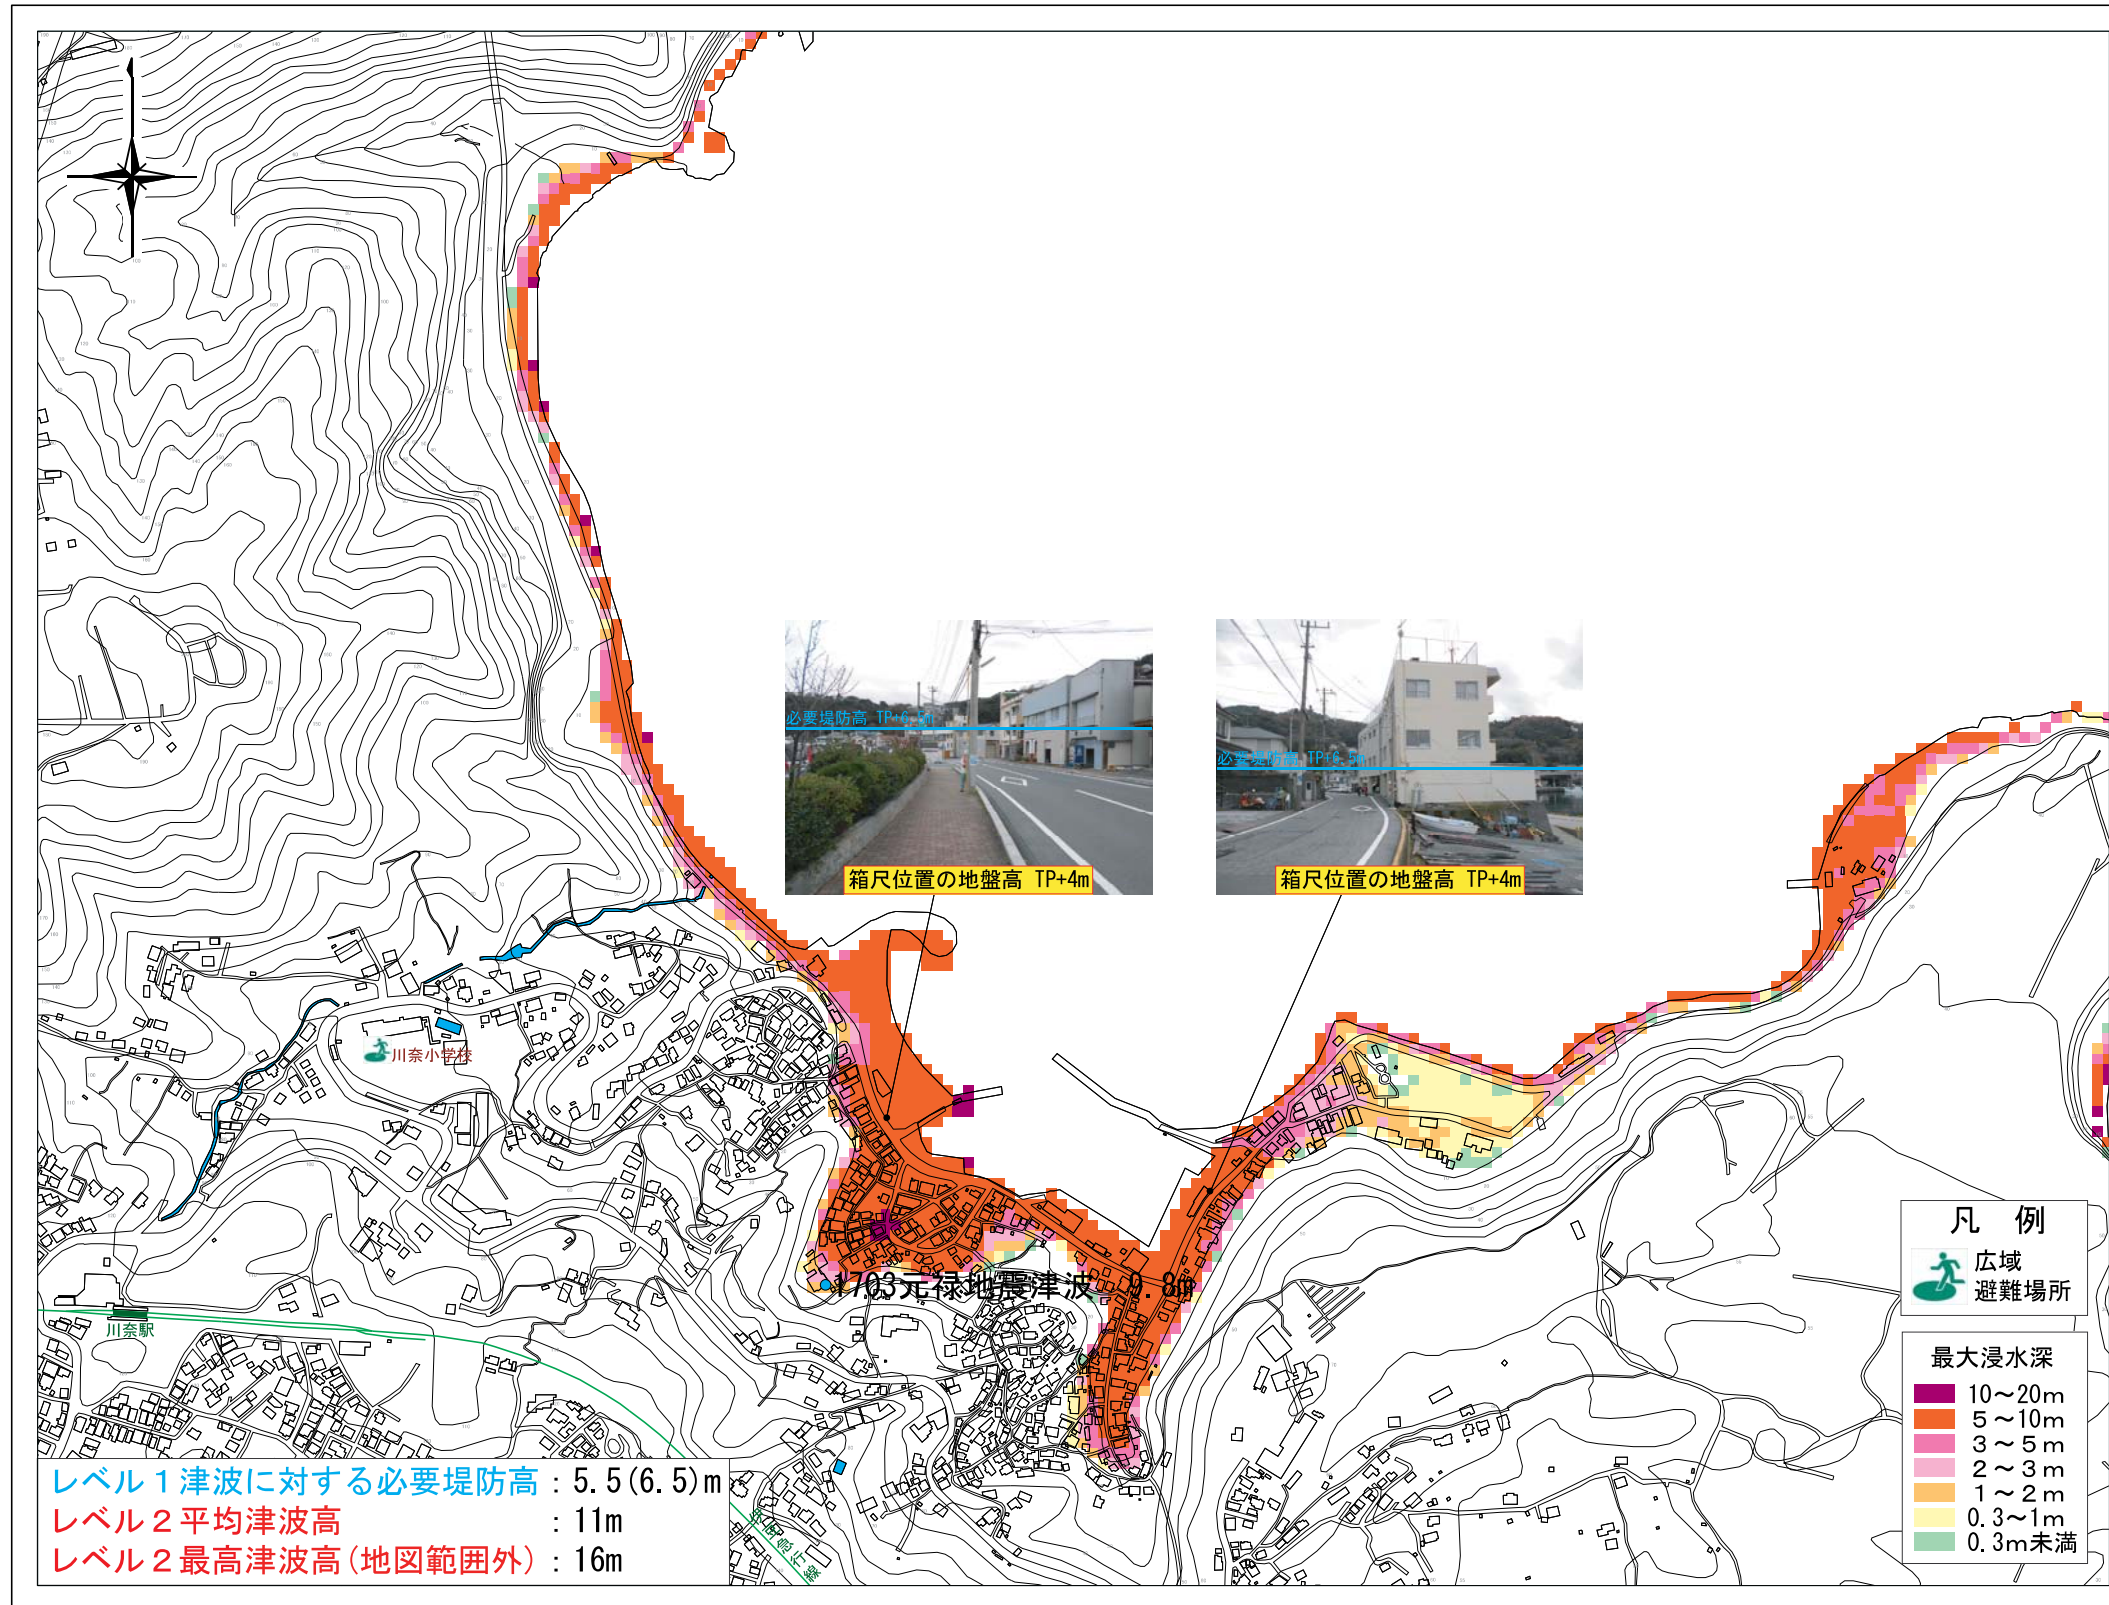 必要堤防高 TP+6.5m
必要堤防高 TP+6.5m
箱尺位置の地盤高 TP+4m
箱尺位置の地盤高 TP+4m
川奈小学校
1703元禄地震津波 9.8m
川奈駅
伊豆急行線
凡 例
広域
避難場所
最大浸水深
10～20m
5～10m
3～5m
2～3m
1～2m
0.3～1m
0.3m未満
レベル1津波に対する必要堤防高：5.5(6.5)m
レベル2平均津波高：11m
レベル2最高津波高(地図範囲外)：16m